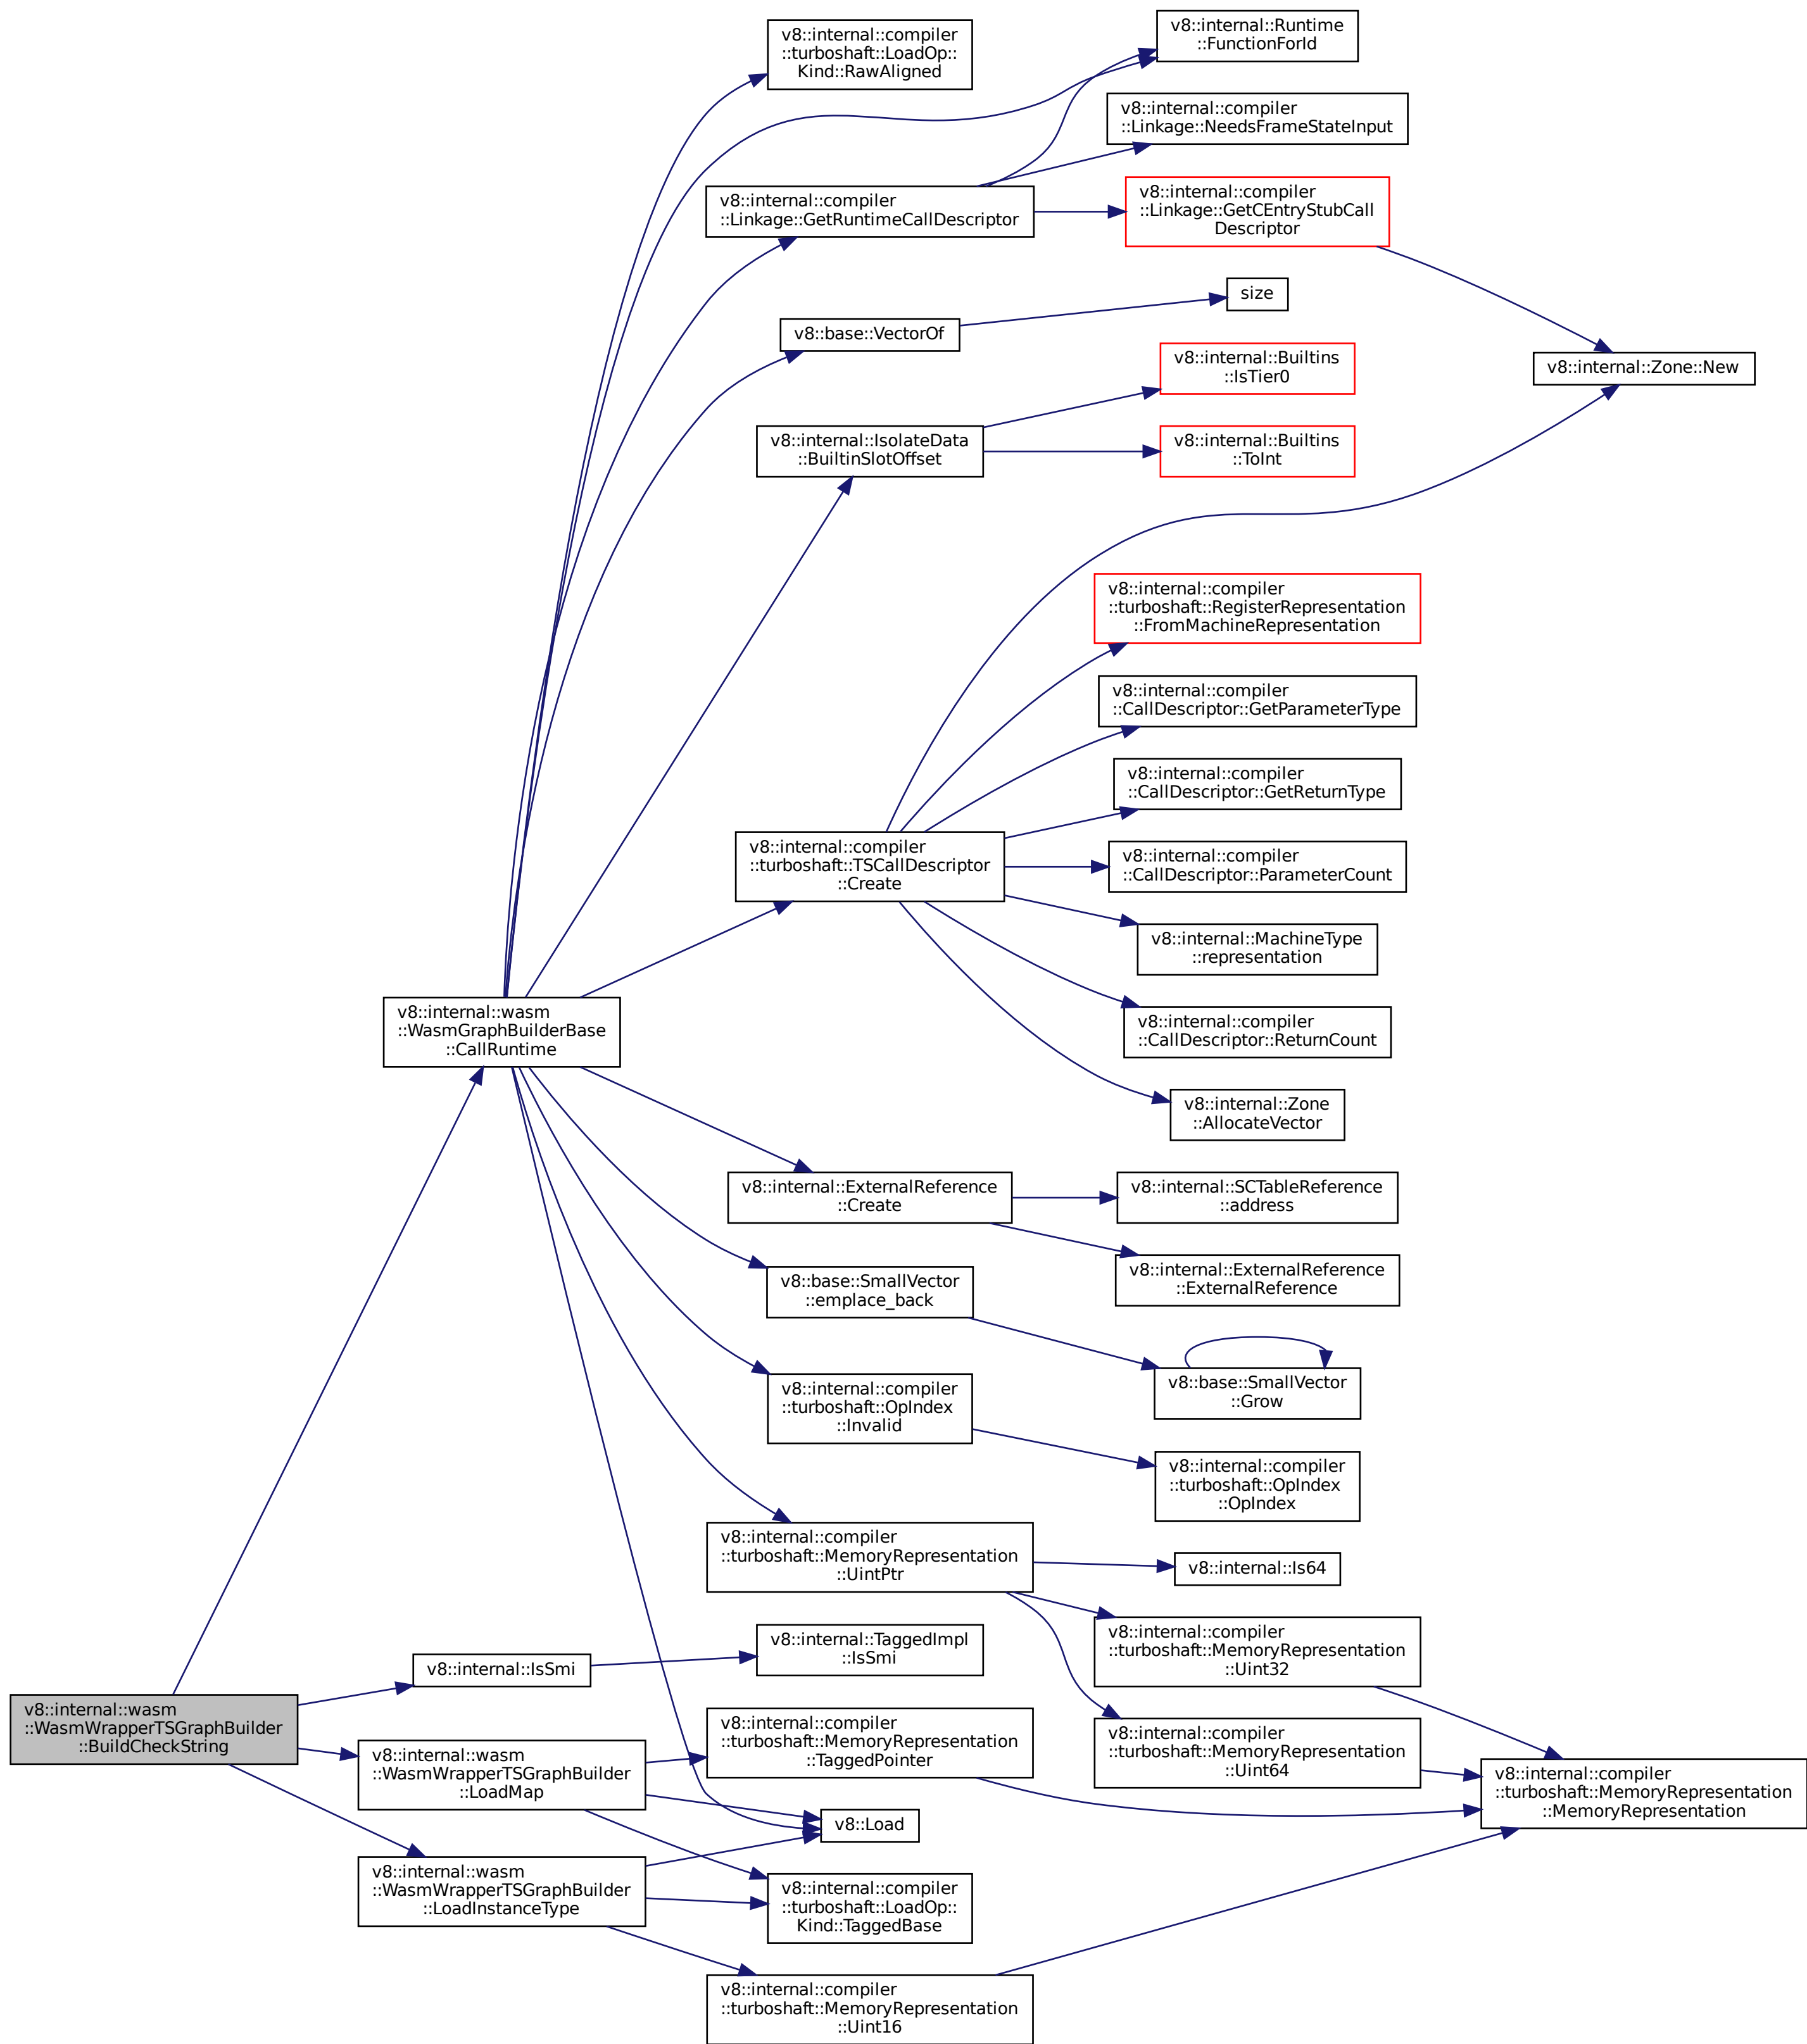 v8::internal::compiler
::turboshaft::LoadOp::
Kind::RawAligned
v8::internal::Runtime
::FunctionForId
v8::internal::compiler
::Linkage::NeedsFrameStateInput
v8::internal::compiler
::Linkage::GetRuntimeCallDescriptor
v8::internal::compiler
::Linkage::GetCEntryStubCall
Descriptor
size
v8::base::VectorOf
v8::internal::Builtins
::IsTier0
v8::internal::Zone::New
v8::internal::IsolateData
::BuiltinSlotOffset
v8::internal::Builtins
::ToInt
v8::internal::compiler
::turboshaft::RegisterRepresentation
::FromMachineRepresentation
v8::internal::compiler
::CallDescriptor::GetParameterType
v8::internal::compiler
::CallDescriptor::GetReturnType
v8::internal::compiler
::turboshaft::TSCallDescriptor
::Create
v8::internal::compiler
::CallDescriptor::ParameterCount
v8::internal::MachineType
::representation
v8::internal::wasm
::WasmGraphBuilderBase
::CallRuntime
v8::internal::compiler
::CallDescriptor::ReturnCount
v8::internal::Zone
::AllocateVector
v8::internal::ExternalReference
::Create
v8::internal::SCTableReference
::address
v8::internal::ExternalReference
::ExternalReference
v8::base::SmallVector
::emplace_back
v8::base::SmallVector
::Grow
v8::internal::compiler
::turboshaft::OpIndex
::Invalid
v8::internal::compiler
::turboshaft::OpIndex
::OpIndex
v8::internal::compiler
::turboshaft::MemoryRepresentation
::UintPtr
v8::internal::Is64
v8::internal::compiler
::turboshaft::MemoryRepresentation
::Uint32
v8::internal::TaggedImpl
::IsSmi
v8::internal::IsSmi
v8::internal::wasm
::WasmWrapperTSGraphBuilder
::BuildCheckString
v8::internal::compiler
::turboshaft::MemoryRepresentation
::TaggedPointer
v8::internal::compiler
::turboshaft::MemoryRepresentation
::Uint64
v8::internal::wasm
::WasmWrapperTSGraphBuilder
::LoadMap
v8::internal::compiler
::turboshaft::MemoryRepresentation
::MemoryRepresentation
v8::Load
v8::internal::wasm
::WasmWrapperTSGraphBuilder
::LoadInstanceType
v8::internal::compiler
::turboshaft::LoadOp::
Kind::TaggedBase
v8::internal::compiler
::turboshaft::MemoryRepresentation
::Uint16